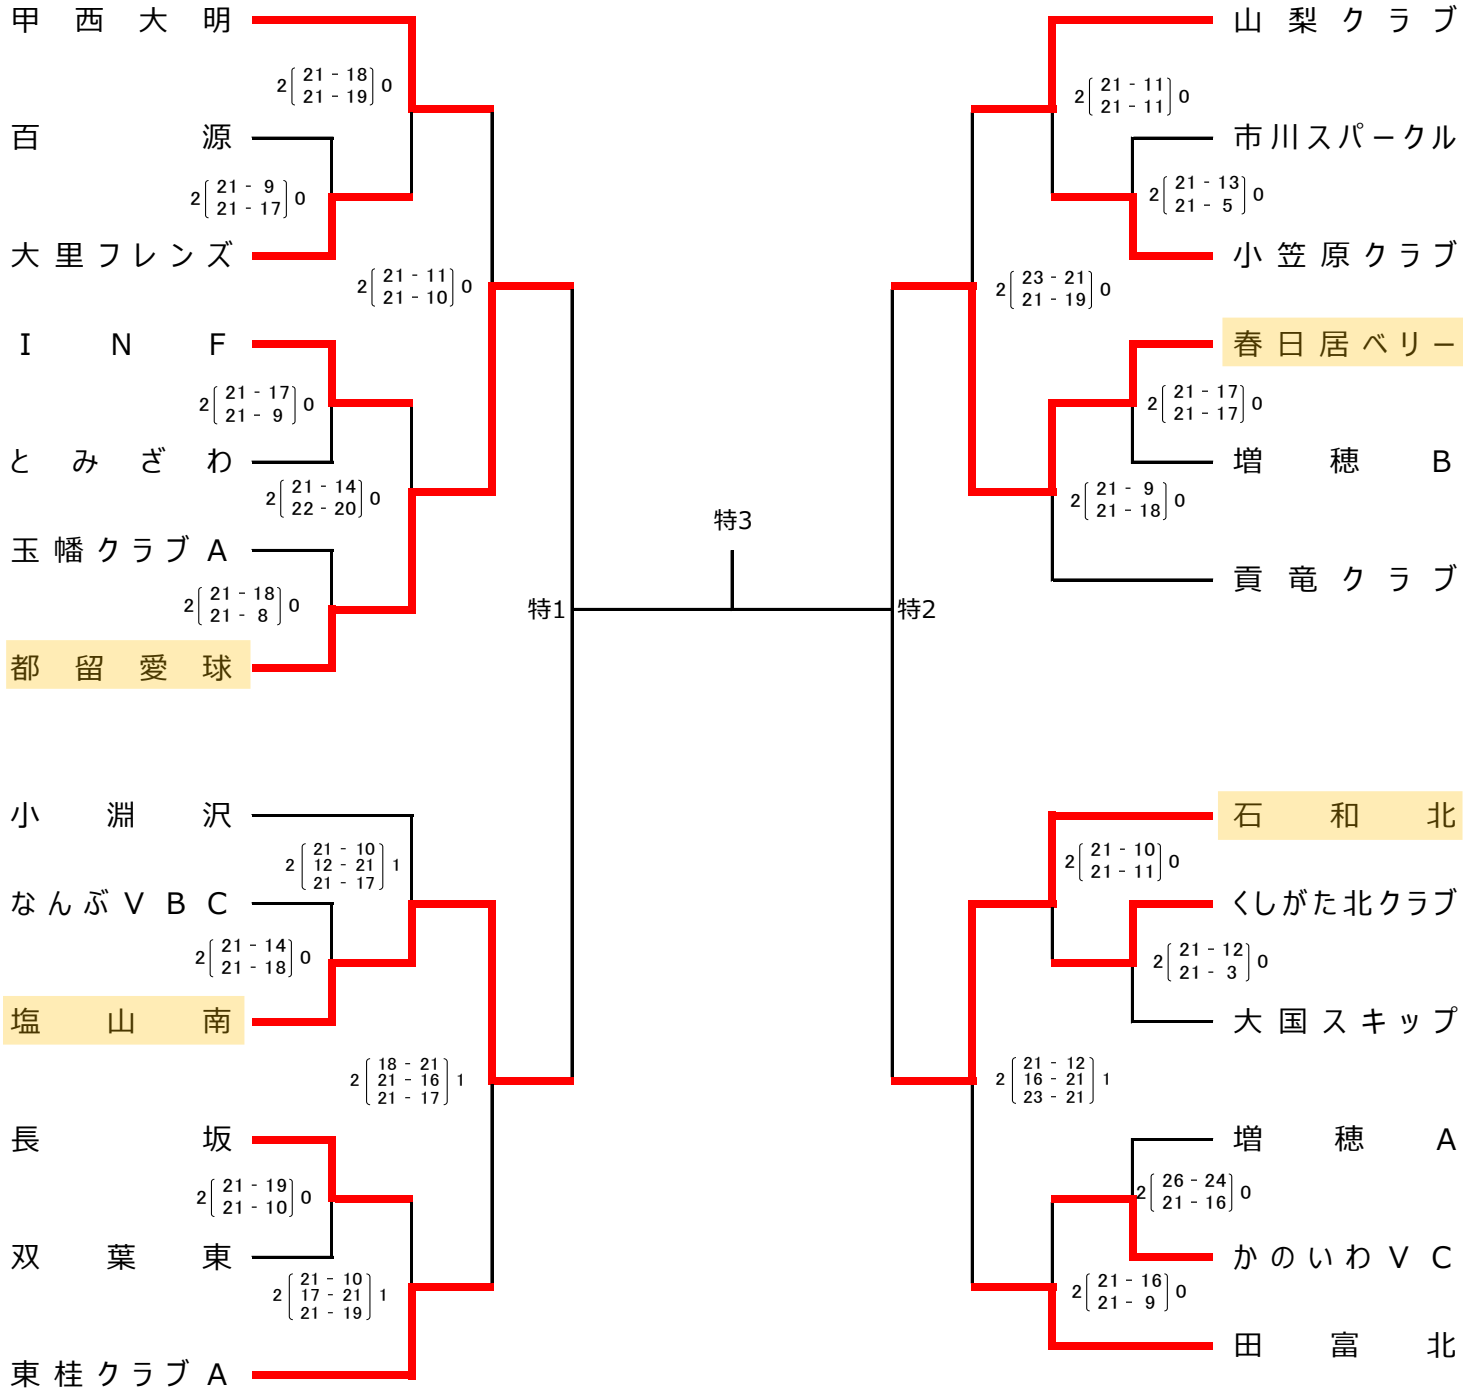 甲西大明
2 21 - 18 0
21 - 19
百源
2 21 - 9 0
21 - 17
大里フレンズ
2 21 - 11 0
21 - 10
INF
2 21 - 17 0
21 - 9
とみざわ
2 21 - 14 0
22 - 20
玉幡クラブA
2 21 - 18 0
21 - 8
都留愛球
特1
小淵沢
21 - 10
2 12 - 21 1
21 - 17
なんぶVBC
2 21 - 14 0
21 - 18
塩山南
18 - 21
2 21 - 16 1
21 - 17
長坂
2 21 - 19 0
21 - 10
双葉東
21 - 10
2 17 - 21 1
21 - 19
東桂クラブA
特3
山梨クラブ
2 21 - 11 0
21 - 11
市川スパークル
2 21 - 13 0
21 - 5
小笠原クラブ
2 23 - 21 0
21 - 19
春日居ベリー
2 21 - 17 0
21 - 17
増穂B
2 21 - 9 0
21 - 18
貢竜クラブ
特2
石和北
2 21 - 10 0
21 - 11
くしがた北クラブ
2 21 - 12 0
21 - 3
大国スキップ
21 - 12
2 16 - 21 1
23 - 21
増穂A
2 26 - 24 0
21 - 16
かのいわVC
2 21 - 16 0
21 - 9
田富北